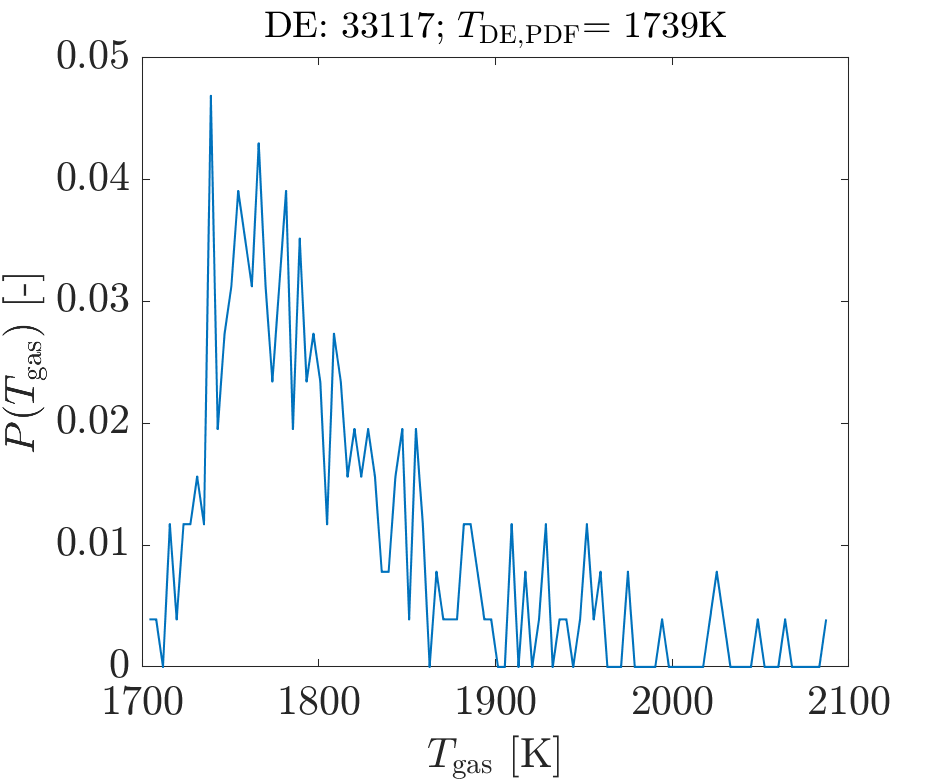 DE: 33117; T_DE,PDF= 1739K
0.05
0.04
0.03
0.02
0.01
0
P(T_gas) [-]
1700 1800 1900 2000 2100
T_gas [K]